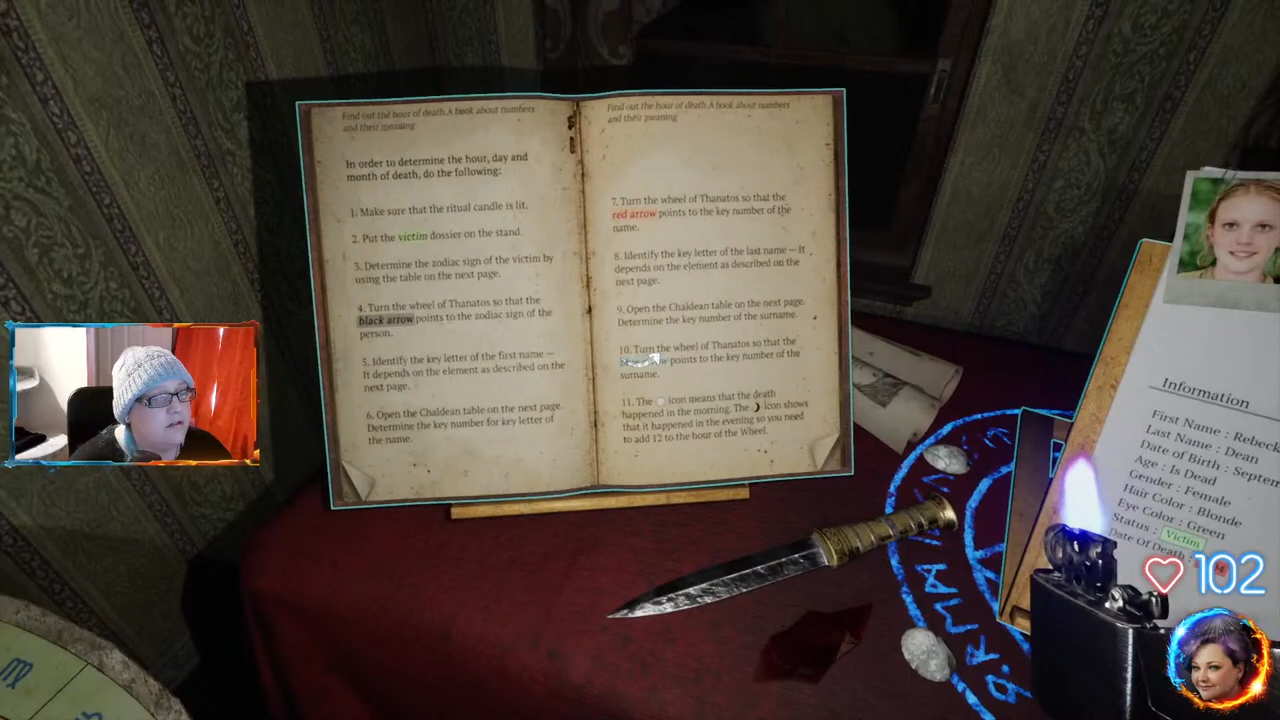 Find out the hour of death.A book about numbers
and their meaning
In order to determine the hour, day and
month of death, do the following:
1. Make sure that the ritual candle is lit.
2. Put the victim dossier on the stand.
3. Determine the zodiac sign of the victim by
using the table on the next page.
4. Turn the wheel of Thanatos so that the
black arrow points to the zodiac sign of the
person.
5. Identify the key letter of the first name —
It depends on the element as described on the
next page.
6. Open the Chaldean table on the next page.
Determine the key number for key letter of
the name.
Find out the hour of death.A book about numbers
and their meaning
7. Turn the wheel of Thanatos so that the
red arrow points to the key number of the
name.
8. Identify the key letter of the last name — It
depends on the element as described on the
next page.
9. Open the Chaldean table on the next page.
Determine the key number of the surname.
10. Turn the wheel of Thanatos so that the
points to the key number of the
surname.
11. The icon means that the death
happened in the morning. The icon shows
that it happened in the evening so you need
to add 12 to the hour of the Wheel.
Information
First Name : Rebec
Last Name : Dean
Date of Birth : Septem
Age : Is Dead
Gender : Female
Hair Color : Blonde
Eye Color : Green
Status : Victim
Date Of Death :
102